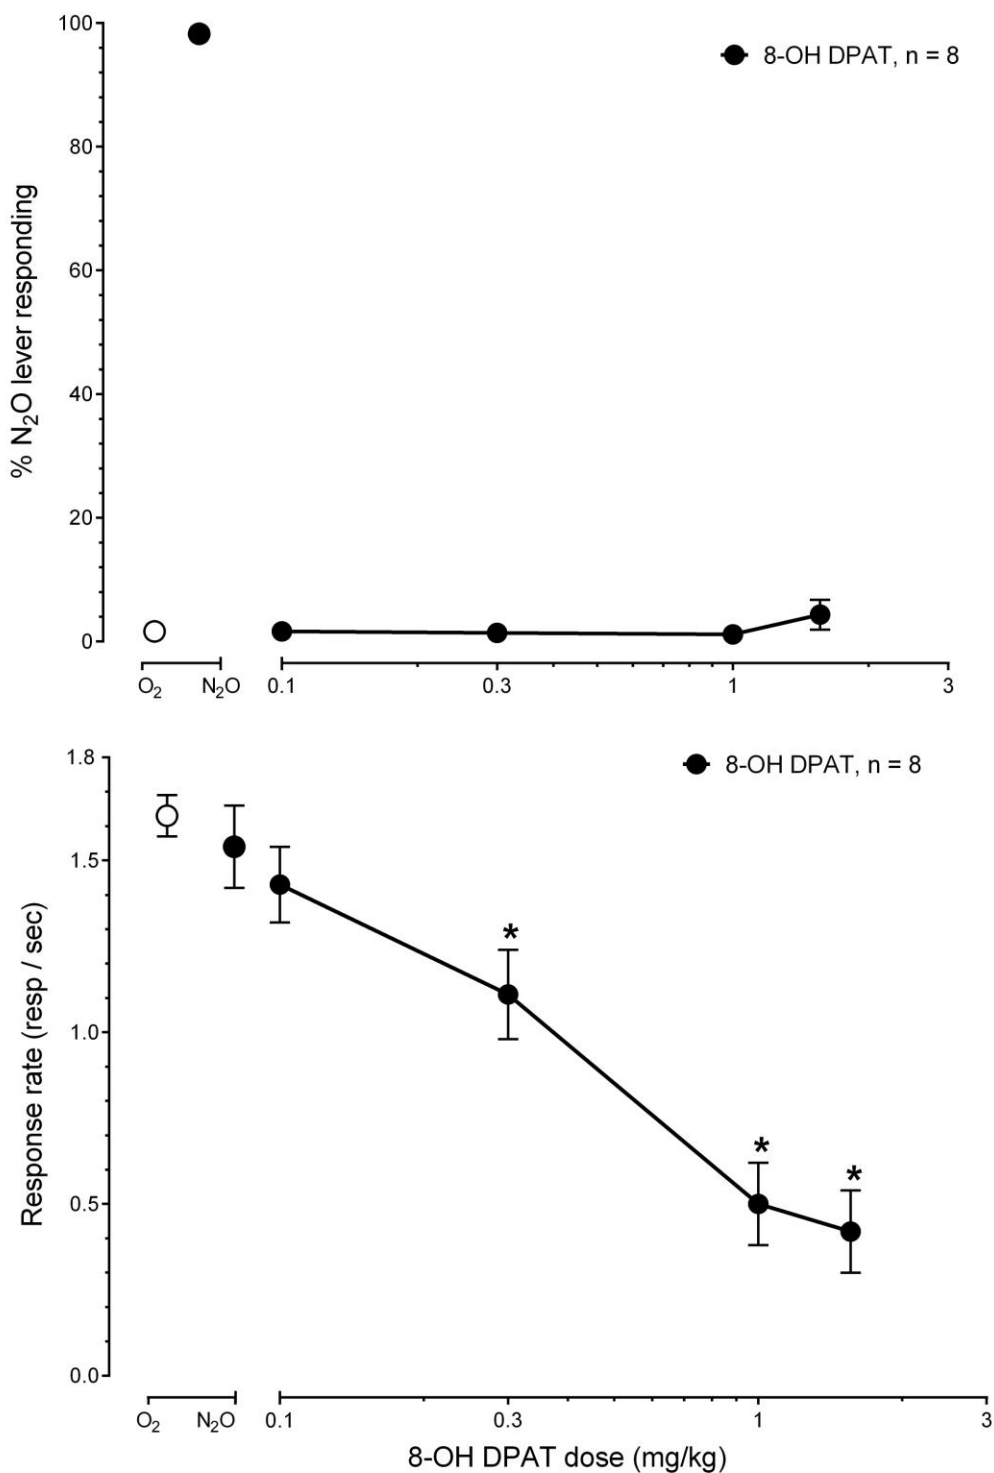 100
8-OH DPAT, n = 8
80
60
40
20
0
% N₂O lever responding
O₂ N₂O 0.1 0.3 1 3
1.8
8-OH DPAT, n = 8
1.5
*
1.0
*
*
0.5
0.0
Response rate (resp / sec)
O₂ N₂O 0.1 0.3 1 3
8-OH DPAT dose (mg/kg)